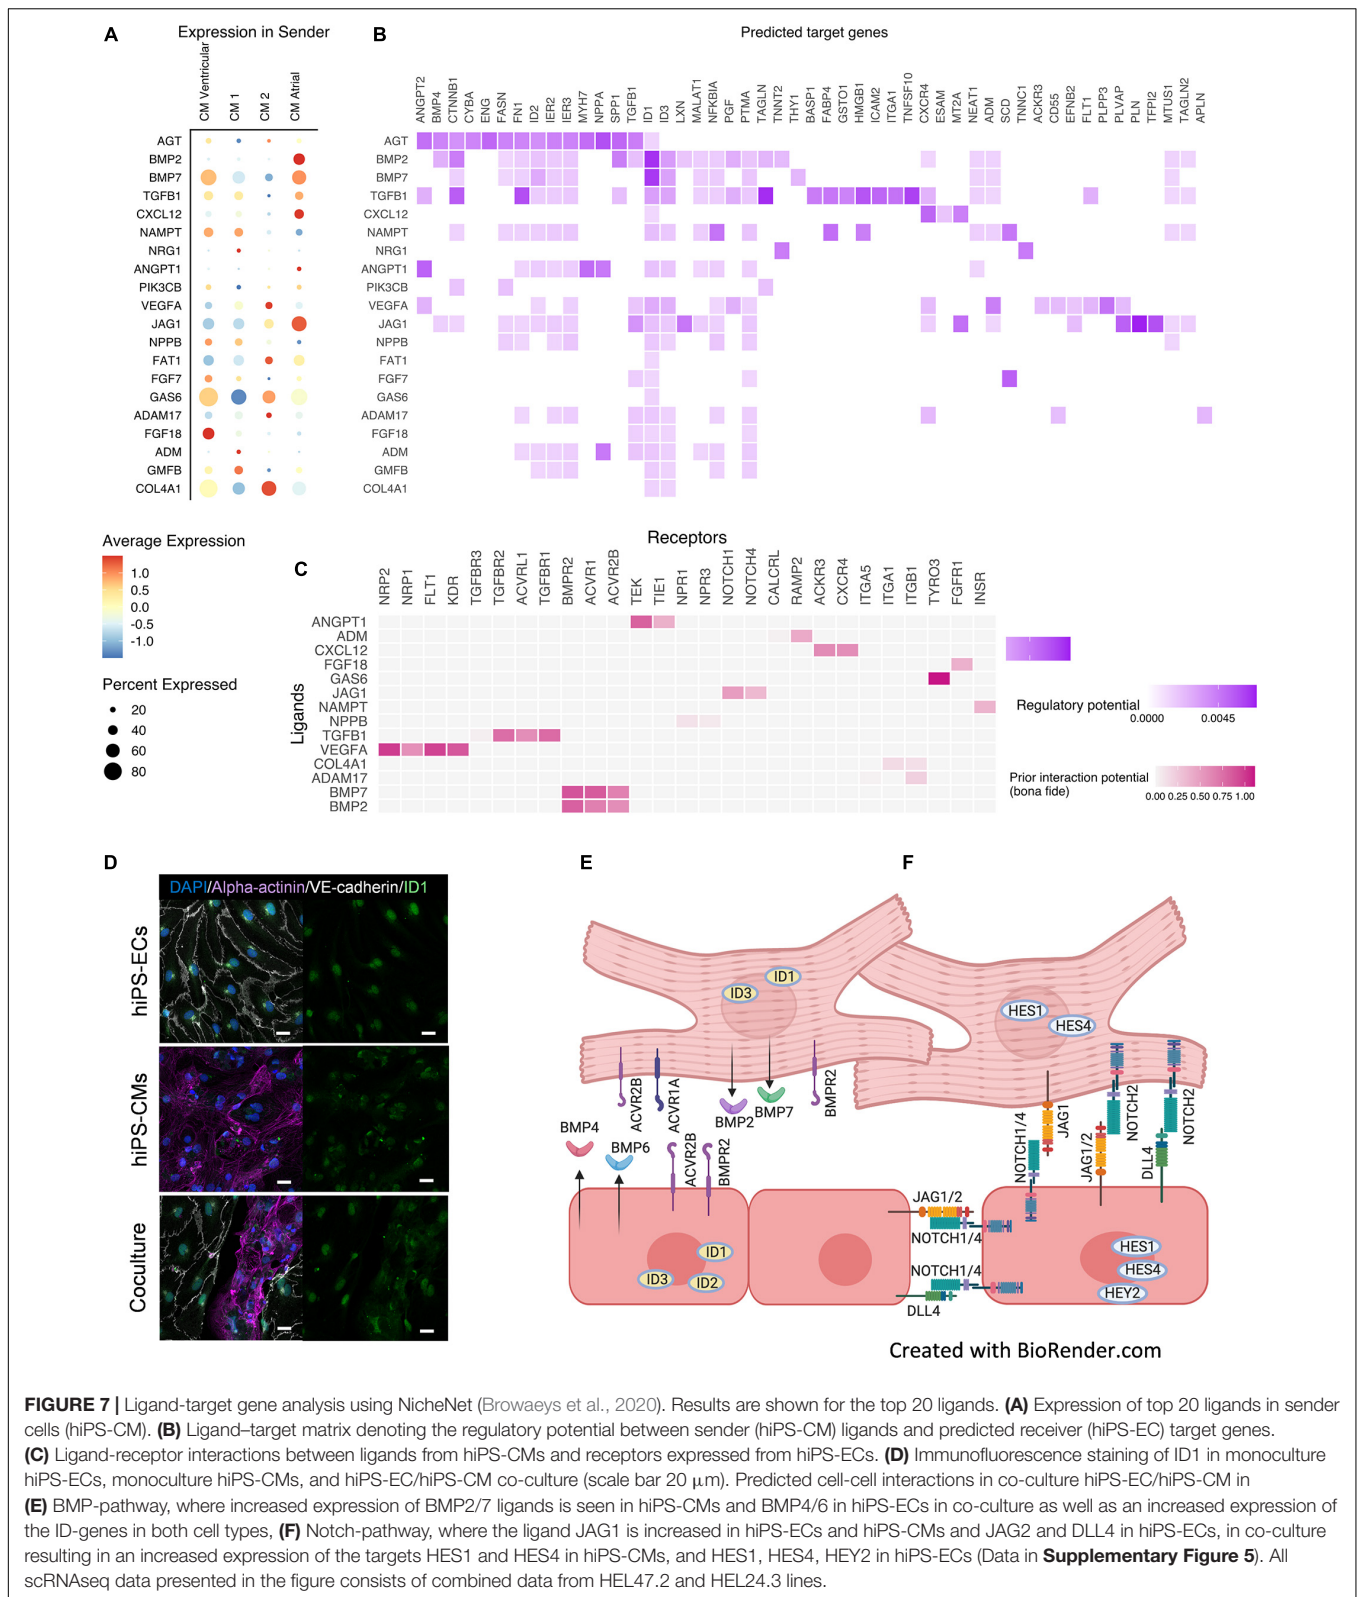 A
Expression in Sender
CM Ventricular
CM 1
CM 2
CM Atrial
AGT
BMP2
BMP7
TGFB1
CXCL12
NAMPT
NRG1
ANGPT1
PIK3CB
VEGFA
JAG1
NPPB
FAT1
FGF7
GAS6
ADAM17
FGF18
ADM
GMFB
COL4A1
Average Expression
1.0
0.5
0.0
-0.5
-1.0
Percent Expressed
20
40
60
80
B
Predicted target genes
ANGPT2
BMP4
CTNNB1
CYBA
ENG
FASN
FN1
ID2
IER2
IER3
MYH7
NPPA
SPP1
TGFB1
ID1
ID3
LXN
MALAT1
NFKBIA
PGF
PTMA
TAGLN
TNNT2
THY1
BASP1
FABP4
GSTO1
HMGB1
ICAM2
ITGA1
TNFSF10
CXCR4
ESAM
MT2A
NEAT1
ADM
SCD
TNNC1
ACKR3
CD55
EFNB2
FLT1
PLPP3
PLVAP
PLN
TFPI2
MTUS1
TAGLN2
APLN
AGT
BMP2
BMP7
TGFB1
CXCL12
NAMPT
NRG1
ANGPT1
PIK3CB
VEGFA
JAG1
NPPB
FAT1
FGF7
GAS6
ADAM17
FGF18
ADM
GMFB
COL4A1
C
Receptors
NRP2
NRP1
FLT1
KDR
TGFBR3
TGFBR2
ACVRL1
TGFBR1
BMPR2
ACVR1
ACVR2B
TEK
TIE1
NPR1
NPR3
NOTCH1
NOTCH4
CALCRL
RAMP2
ACKR3
CXCR4
ITGA5
ITGA1
ITGB1
TYRO3
FGFR1
INSR
Ligands
ANGPT1
ADM
CXCL12
FGF18
GAS6
JAG1
NAMPT
NPPB
TGFB1
VEGFA
COL4A1
ADAM17
BMP7
BMP2
Regulatory potential
0.0000 0.0045
Prior interaction potential
(bona fide)
0.00 0.25 0.50 0.75 1.00
D
DAPI/Alpha-actinin/VE-cadherin/ID1
hiPS-ECs
hiPS-CMs
Coculture
E
ID1
ID3
ACVR2B
ACVR1A
BMP2
BMP7
BMPR2
BMP4
BMP6
ACVR2B
BMPR2
ID1
ID3
ID2
F
HES1
HES4
NOTCH1/4
JAG1
JAG1/2
NOTCH2
DLL4
NOTCH2
JAG1/2
NOTCH1/4
NOTCH1/4
DLL4
HES1
HES4
HEY2
Created with BioRender.com
FIGURE 7 | Ligand-target gene analysis using NicheNet (Browaeys et al., 2020). Results are shown for the top 20 ligands. (A) Expression of top 20 ligands in sender
cells (hiPS-CM). (B) Ligand–target matrix denoting the regulatory potential between sender (hiPS-CM) ligands and predicted receiver (hiPS-EC) target genes.
(C) Ligand-receptor interactions between ligands from hiPS-CMs and receptors expressed from hiPS-ECs. (D) Immunofluorescence staining of ID1 in monoculture
hiPS-ECs, monoculture hiPS-CMs, and hiPS-EC/hiPS-CM co-culture (scale bar 20 μm). Predicted cell-cell interactions in co-culture hiPS-EC/hiPS-CM in
(E) BMP-pathway, where increased expression of BMP2/7 ligands is seen in hiPS-CMs and BMP4/6 in hiPS-ECs in co-culture as well as an increased expression of
the ID-genes in both cell types, (F) Notch-pathway, where the ligand JAG1 is increased in hiPS-ECs and hiPS-CMs and JAG2 and DLL4 in hiPS-ECs, in co-culture
resulting in an increased expression of the targets HES1 and HES4 in hiPS-CMs, and HES1, HES4, HEY2 in hiPS-ECs (Data in Supplementary Figure 5). All
scRNAseq data presented in the figure consists of combined data from HEL47.2 and HEL24.3 lines.